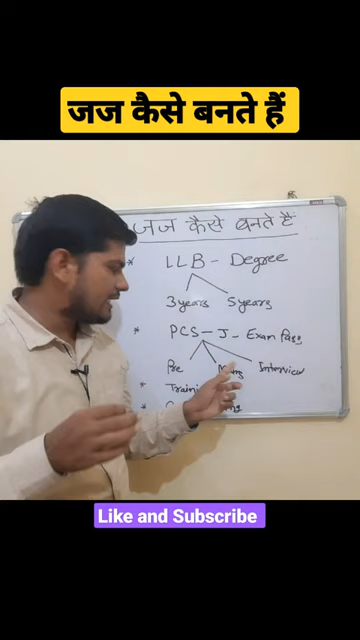 जज कैसे बनते हैं
जज कैसे बनते हैं
* LLB - Degree
3 years 5 years
* PCS - J - Exam Pass
Pre Interview
*
*
Like and Subscribe